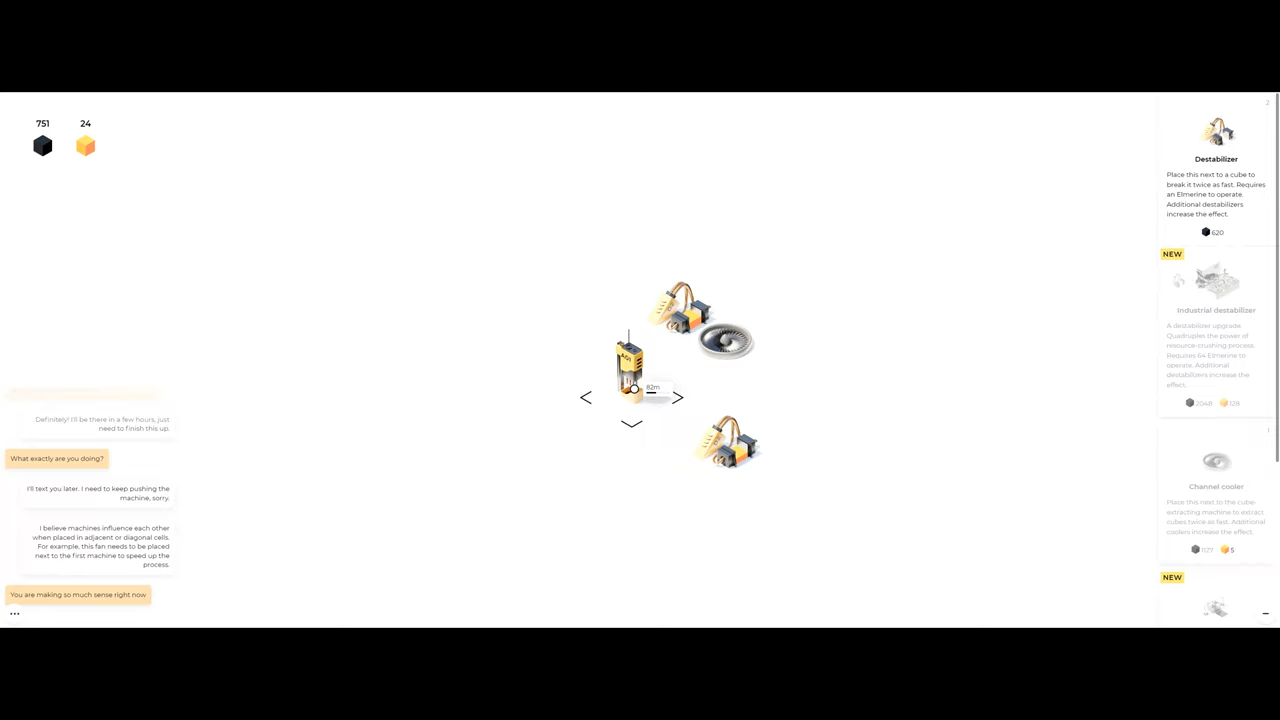 751 24
Definitely! I'll be there in a few hours, just
need to finish this up.
What exactly are you doing?
I'll text you later. I need to keep pushing the
machine, sorry.
I believe machines influence each other
when placed in adjacent or diagonal cells.
For example, this fan needs to be placed
next to the first machine to speed up the
process.
You are making so much sense right now
...
AG1
82m
2
Destabilizer
Place this next to a cube to
break it twice as fast. Requires
an Elmerine to operate.
Additional destabilizers
increase the effect.
620
NEW
Industrial destabilizer
A destabilizer upgrade.
Quadruples the power of
resource-crushing process.
Requires 64 Elmerine to
operate. Additional
destabilizers increase the
effect.
2048 128
1
Channel cooler
Place this next to the cube-
extracting machine to extract
cubes twice as fast. Additional
coolers increase the effect.
1127 5
NEW